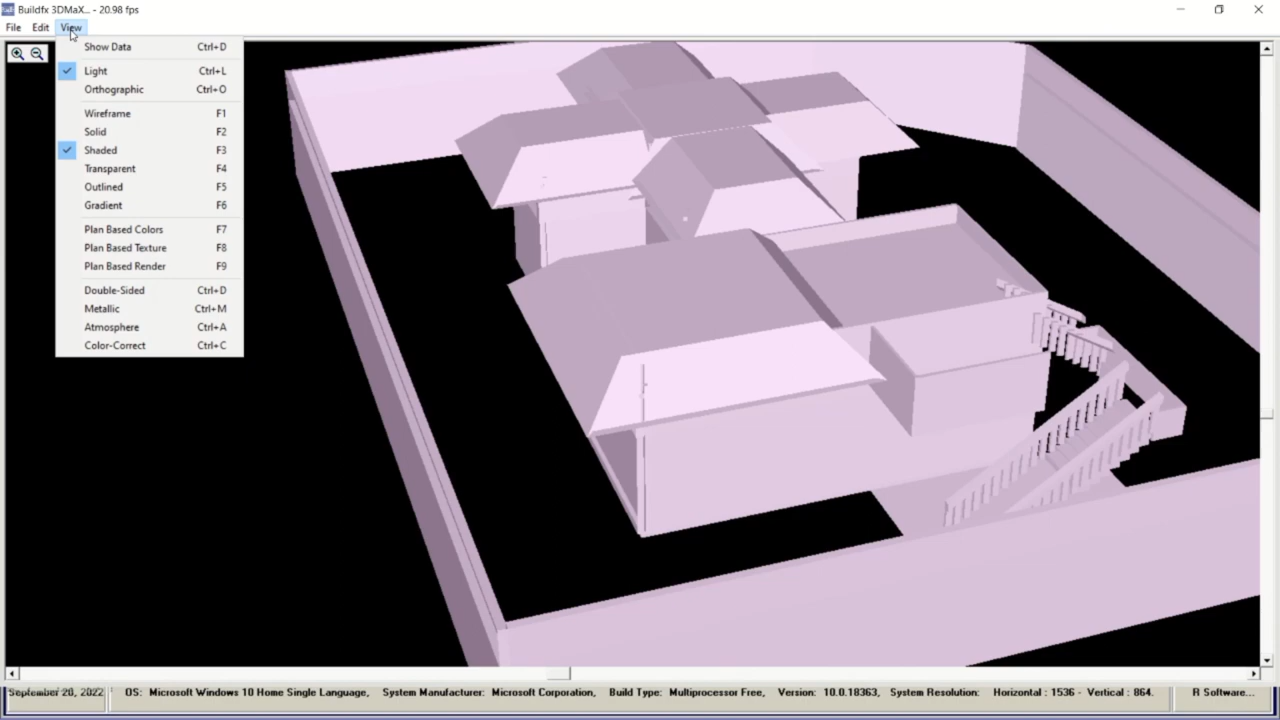 Buildfx 3DMaX... - 20.98 fps
File Edit View
Show Data Ctrl+D
Light Ctrl+L
Orthographic Ctrl+O
Wireframe F1
Solid F2
Shaded F3
Transparent F4
Outlined F5
Gradient F6
Plan Based Colors F7
Plan Based Texture F8
Plan Based Render F9
Double-Sided Ctrl+D
Metallic Ctrl+M
Atmosphere Ctrl+A
Color-Correct Ctrl+C
September 20, 2022 OS: Microsoft Windows 10 Home Single Language, System Manufacturer: Microsoft Corporation, Build Type: Multiprocessor Free, Version: 10.0.18363, System Resolution: Horizontal : 1536 - Vertical : 864. R Software...